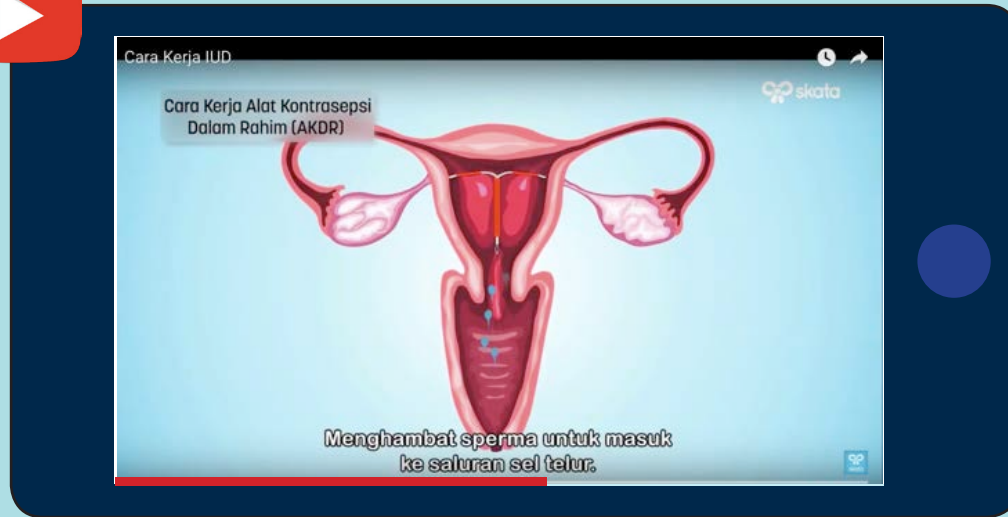 Cara Kerja IUD
skata
Cara Kerja Alat Kontrasepsi
Dalam Rahim (AKDR)
Menghambat sperma untuk masuk
ke saluran sel telur.